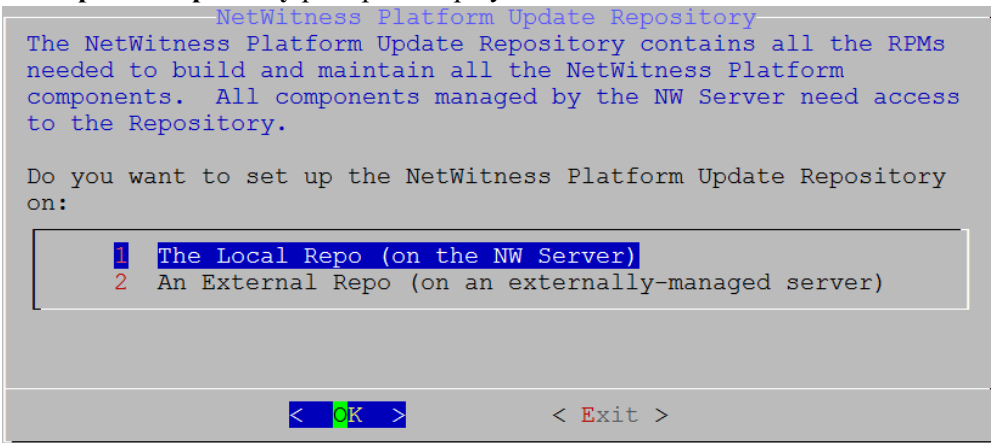 NetWitness Platform Update Repository
The NetWitness Platform Update Repository contains all the RPMs
needed to build and maintain all the NetWitness Platform
components.  All components managed by the NW Server need access
to the Repository.
Do you want to set up the NetWitness Platform Update Repository
on:
1  The Local Repo (on the NW Server)
2  An External Repo (on an externally-managed server)
<  OK  >          < Exit >